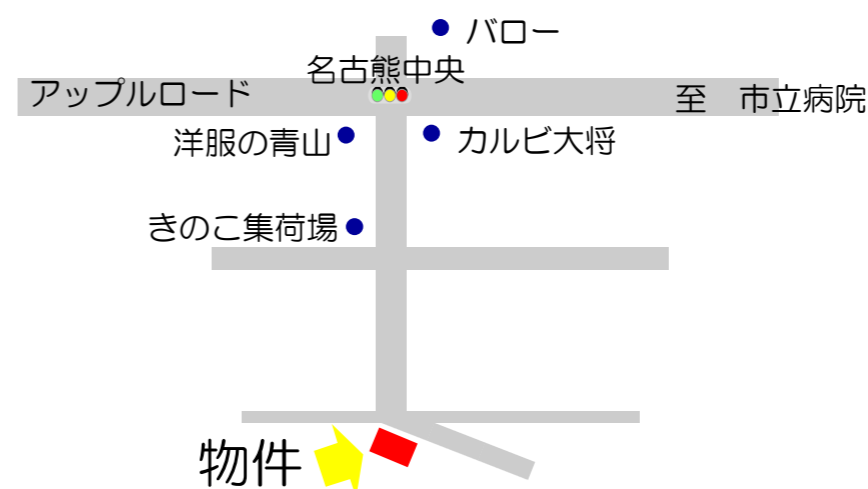 バロー
名古熊中央
アップルロード
至　市立病院
洋服の青山
カルビ大将
きのこ集荷場
物件